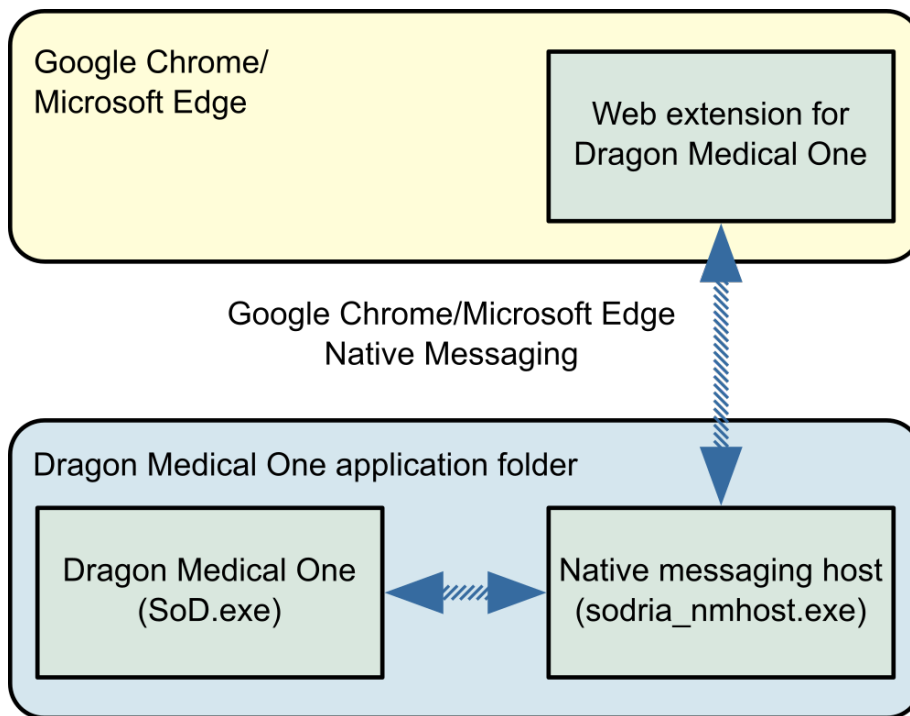 Google Chrome/
Microsoft Edge
Web extension for
Dragon Medical One
Google Chrome/Microsoft Edge
Native Messaging
Dragon Medical One application folder
Dragon Medical One
(SoD.exe)
Native messaging host
(sodria_nmhost.exe)